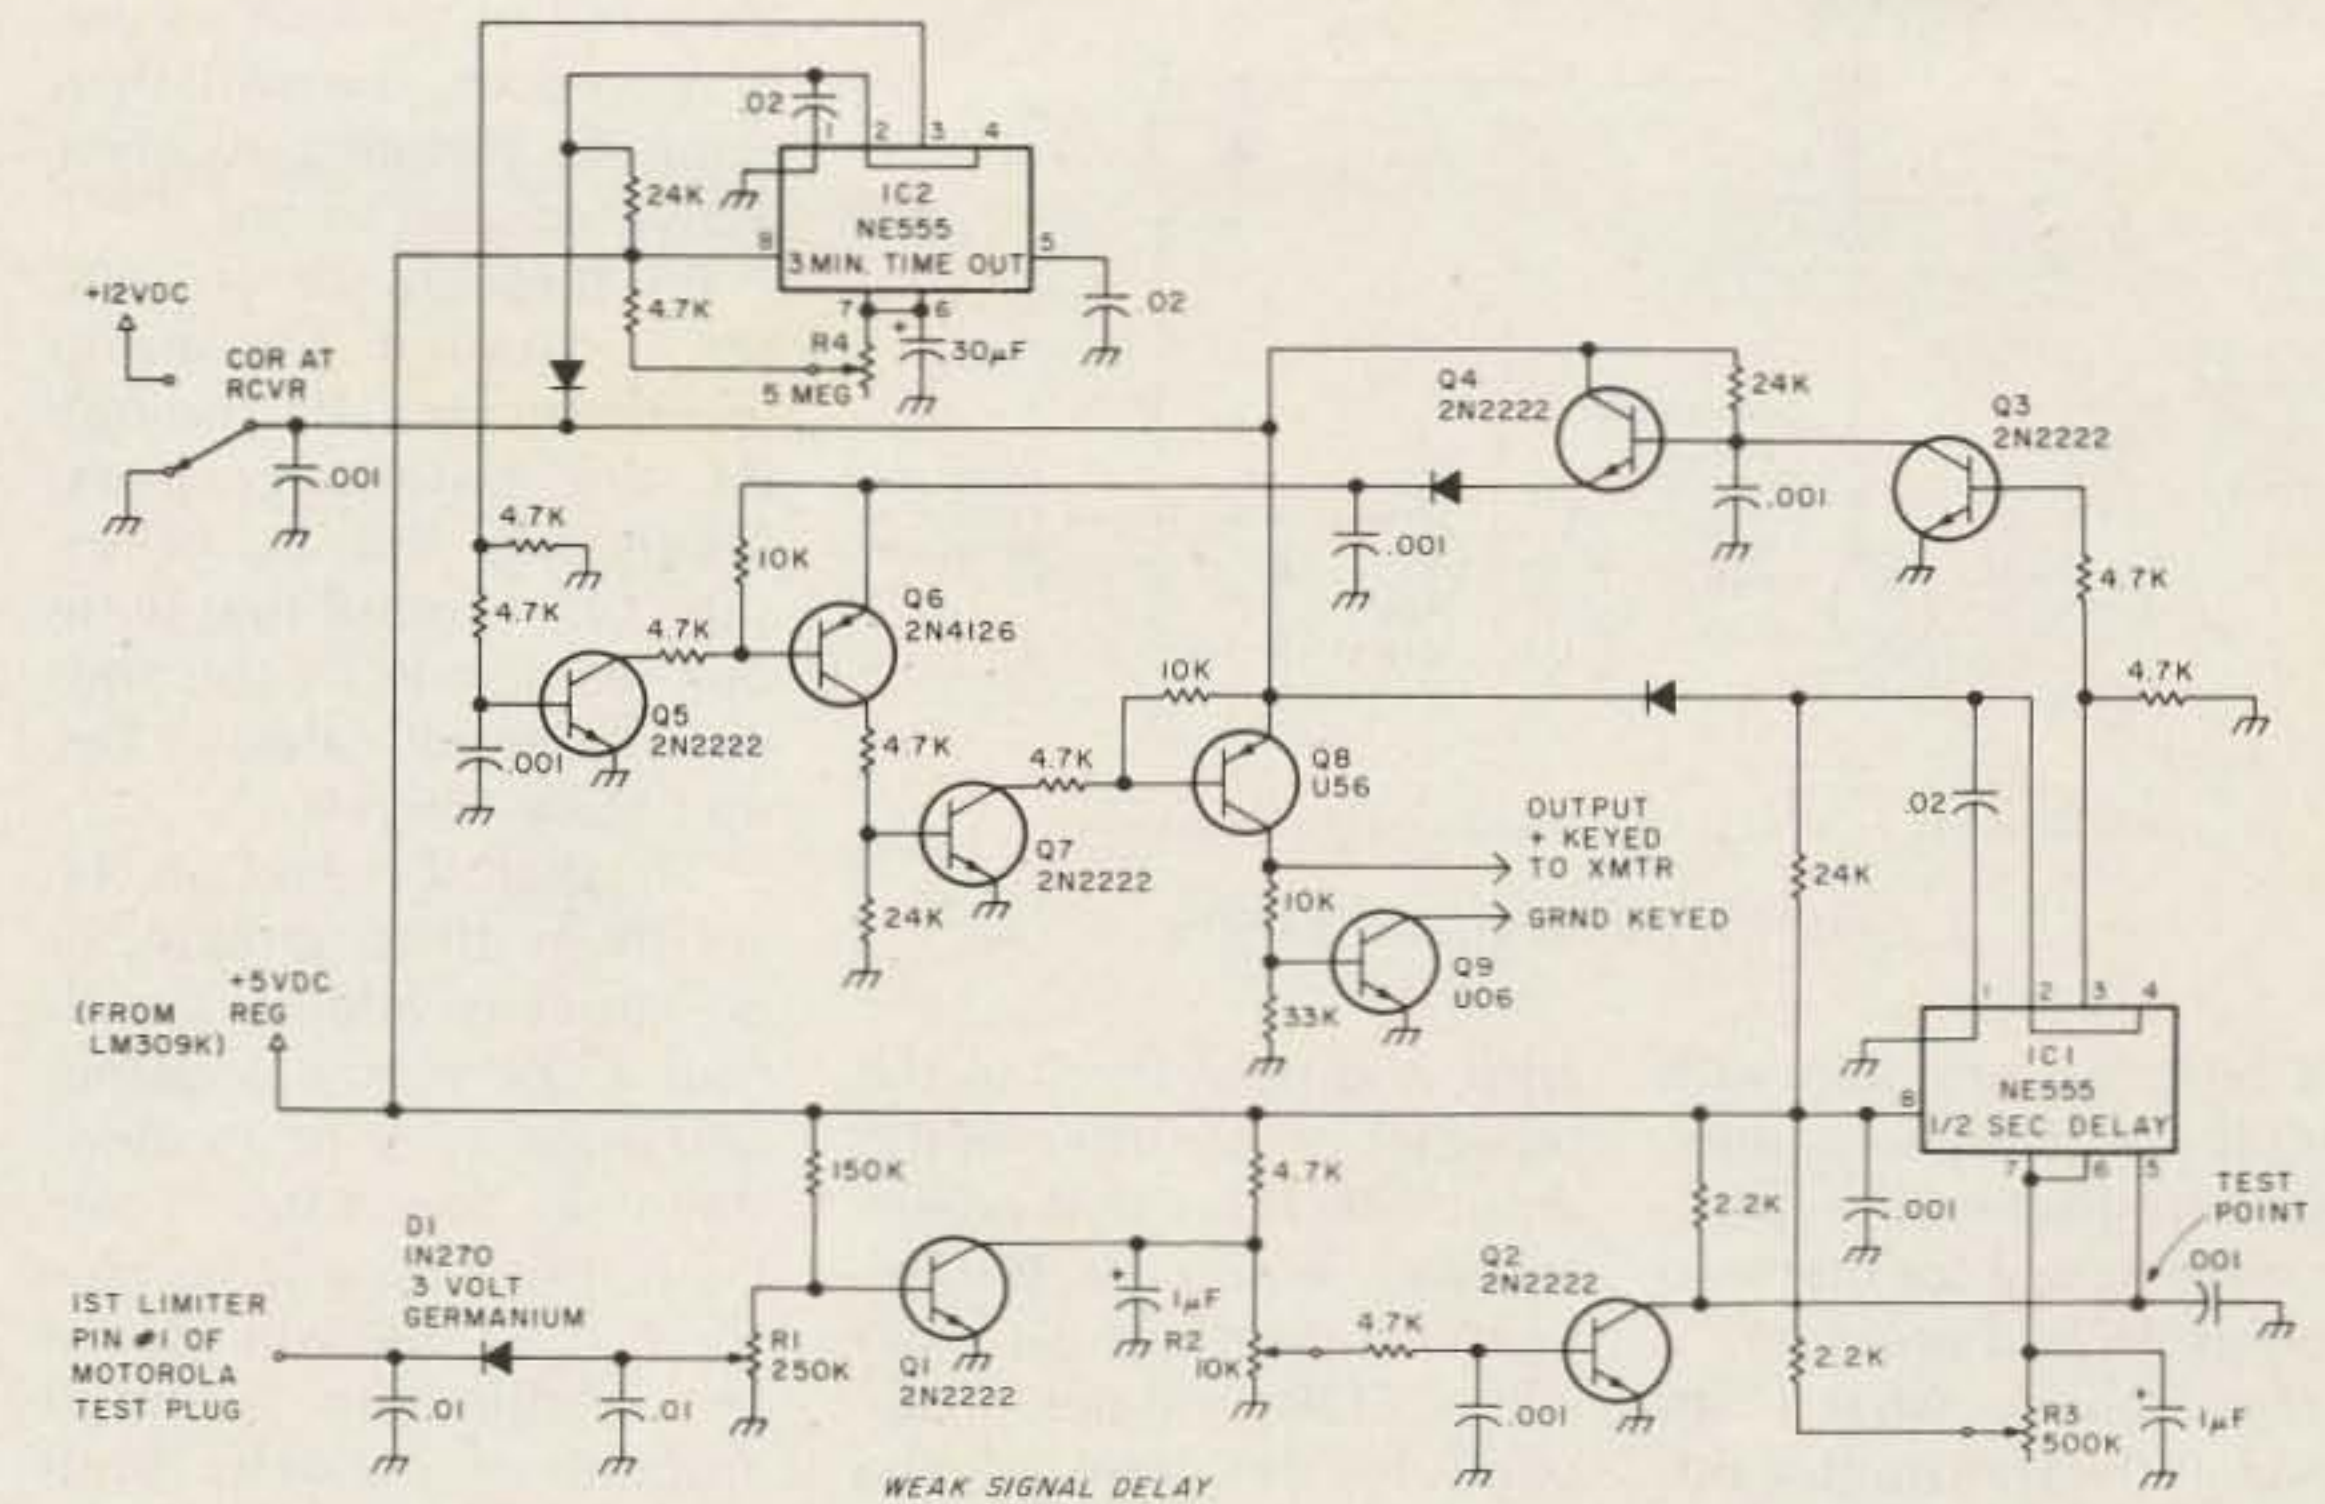 .02
1
2
3
4
24K
IC2
NE555
3 MIN. TIME OUT
8
5
.02
+12VDC
4.7K
7
6
+
R4
30µF
5 MEG
COR AT
RCVR
.001
Q4
2N2222
24K
Q3
2N2222
.001
.001
4.7K
4.7K
4.7K
4.7K
10K
Q6
2N4126
4.7K
Q5
2N2222
.001
4.7K
10K
4.7K
Q8
U56
Q7
2N2222
24K
OUTPUT
+ KEYED
TO XMTR
10K
GRND KEYED
Q9
U06
33K
4.7K
.02
24K
1
2
3
4
IC1
NE555
1/2 SEC DELAY
8
7
6
5
+5VDC
(FROM REG
LM309K)
150K
4.7K
2.2K
.001
TEST
POINT
.001
D1
1N270
.3 VOLT
GERMANIUM
1ST LIMITER
PIN #1 OF
MOTOROLA
TEST PLUG
.01
.01
R1
250K
Q1
2N2222
+
1µF
R2
10K
4.7K
Q2
2N2222
.001
2.2K
R3
500K
+
1µF
WEAK SIGNAL DELAY